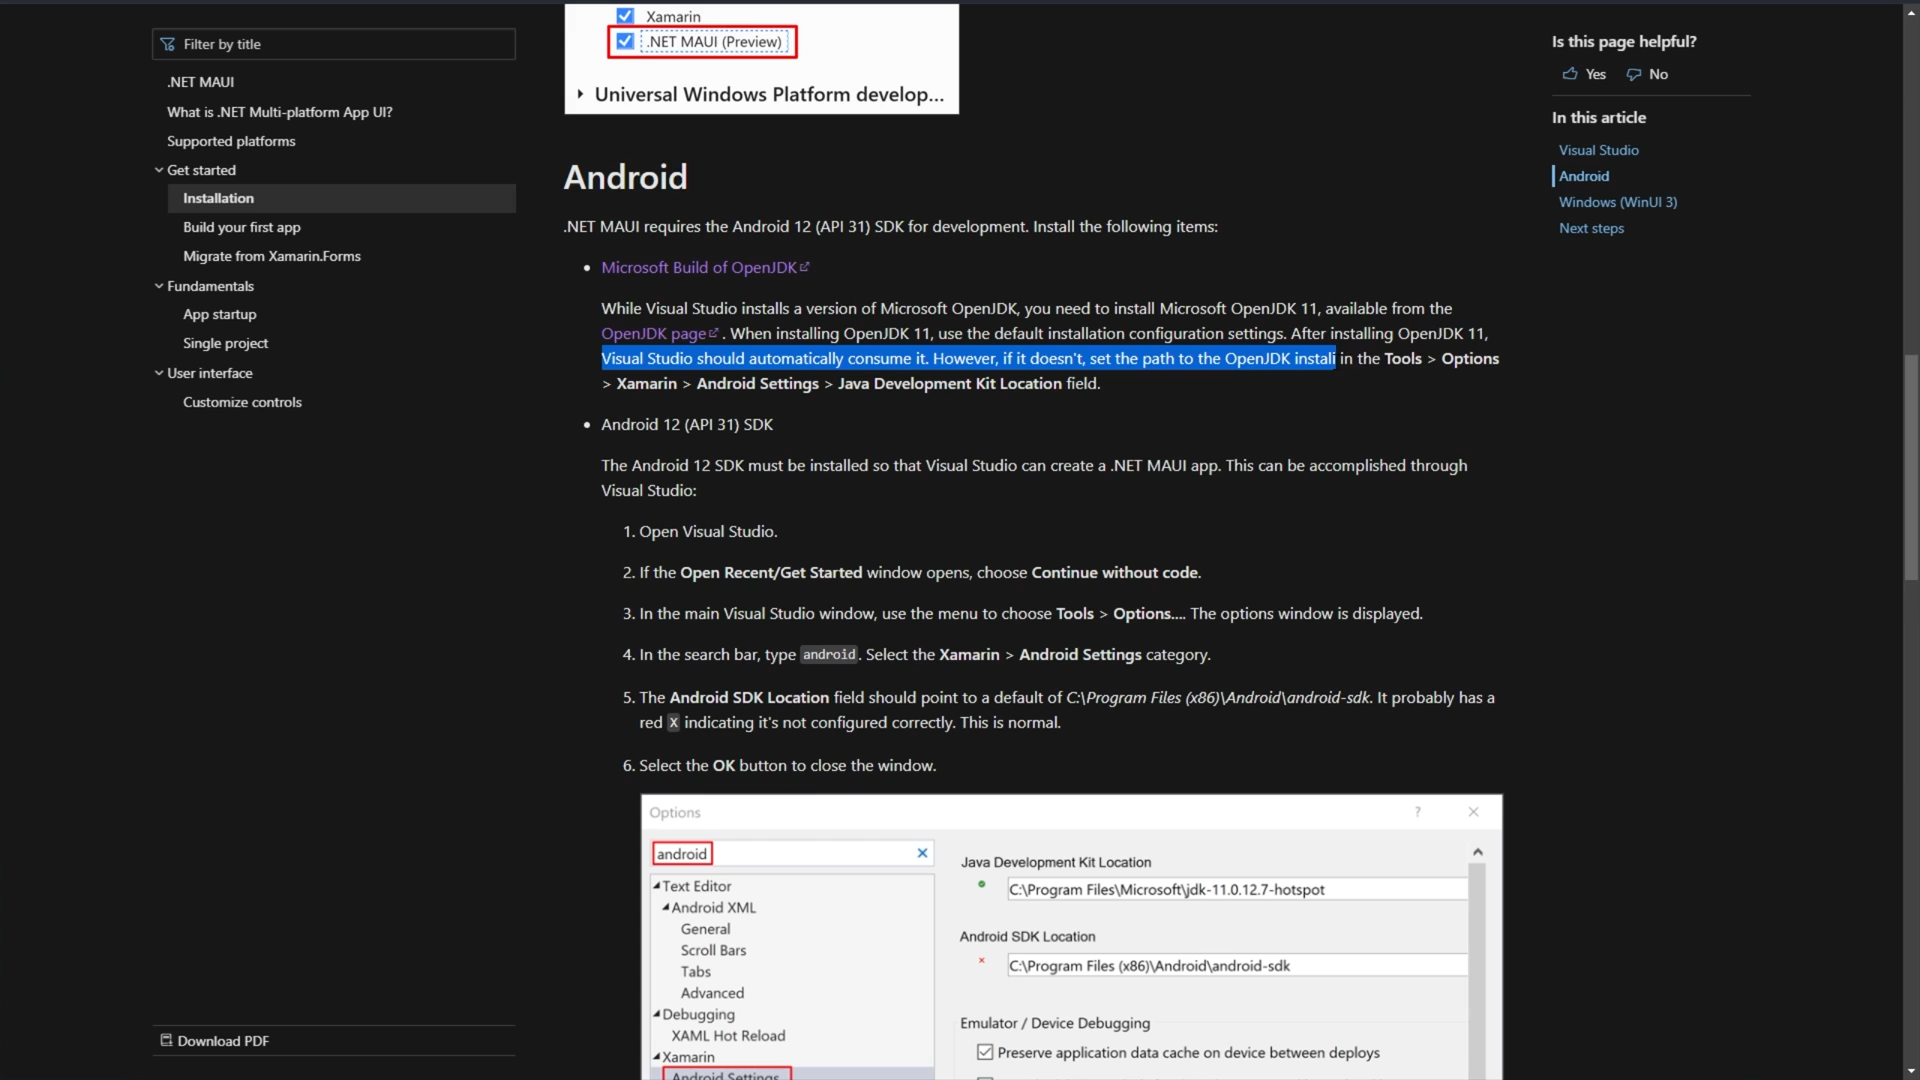 Filter by title
.NET MAUI
What is .NET Multi-platform App UI?
Supported platforms
Get started
Installation
Build your first app
Migrate from Xamarin.Forms
Fundamentals
App startup
Single project
User interface
Customize controls
Download PDF
Xamarin
.NET MAUI (Preview)
Universal Windows Platform develop...
Android
.NET MAUI requires the Android 12 (API 31) SDK for development. Install the following items:
• Microsoft Build of OpenJDK
While Visual Studio installs a version of Microsoft OpenJDK, you need to install Microsoft OpenJDK 11, available from the
OpenJDK page . When installing OpenJDK 11, use the default installation configuration settings. After installing OpenJDK 11,
Visual Studio should automatically consume it. However, if it doesn't, set the path to the OpenJDK install in the Tools > Options
> Xamarin > Android Settings > Java Development Kit Location field.
• Android 12 (API 31) SDK
The Android 12 SDK must be installed so that Visual Studio can create a .NET MAUI app. This can be accomplished through
Visual Studio:
1. Open Visual Studio.
2. If the Open Recent/Get Started window opens, choose Continue without code.
3. In the main Visual Studio window, use the menu to choose Tools > Options.... The options window is displayed.
4. In the search bar, type android. Select the Xamarin > Android Settings category.
5. The Android SDK Location field should point to a default of C:\Program Files (x86)\Android\android-sdk. It probably has a
red X indicating it's not configured correctly. This is normal.
6. Select the OK button to close the window.
Options
android
Text Editor
Android XML
General
Scroll Bars
Tabs
Advanced
Debugging
XAML Hot Reload
Xamarin
Android Settings
Java Development Kit Location
C:\Program Files\Microsoft\jdk-11.0.12.7-hotspot
Android SDK Location
C:\Program Files (x86)\Android\android-sdk
Emulator / Device Debugging
Preserve application data cache on device between deploys
Is this page helpful?
Yes No
In this article
Visual Studio
Android
Windows (WinUI 3)
Next steps